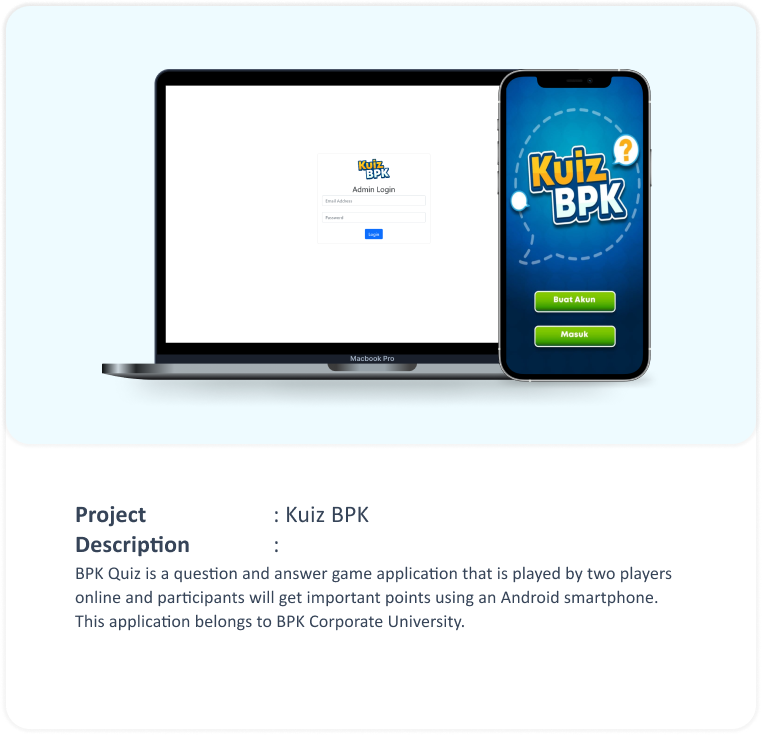 Kuiz
BPK
Admin Login
Email Address
Password
Login
Macbook Pro
?
Kuiz
BPK
Buat Akun
Masuk
Project : Kuiz BPK
Description :
BPK Quiz is a question and answer game application that is played by two players
online and participants will get important points using an Android smartphone.
This application belongs to BPK Corporate University.